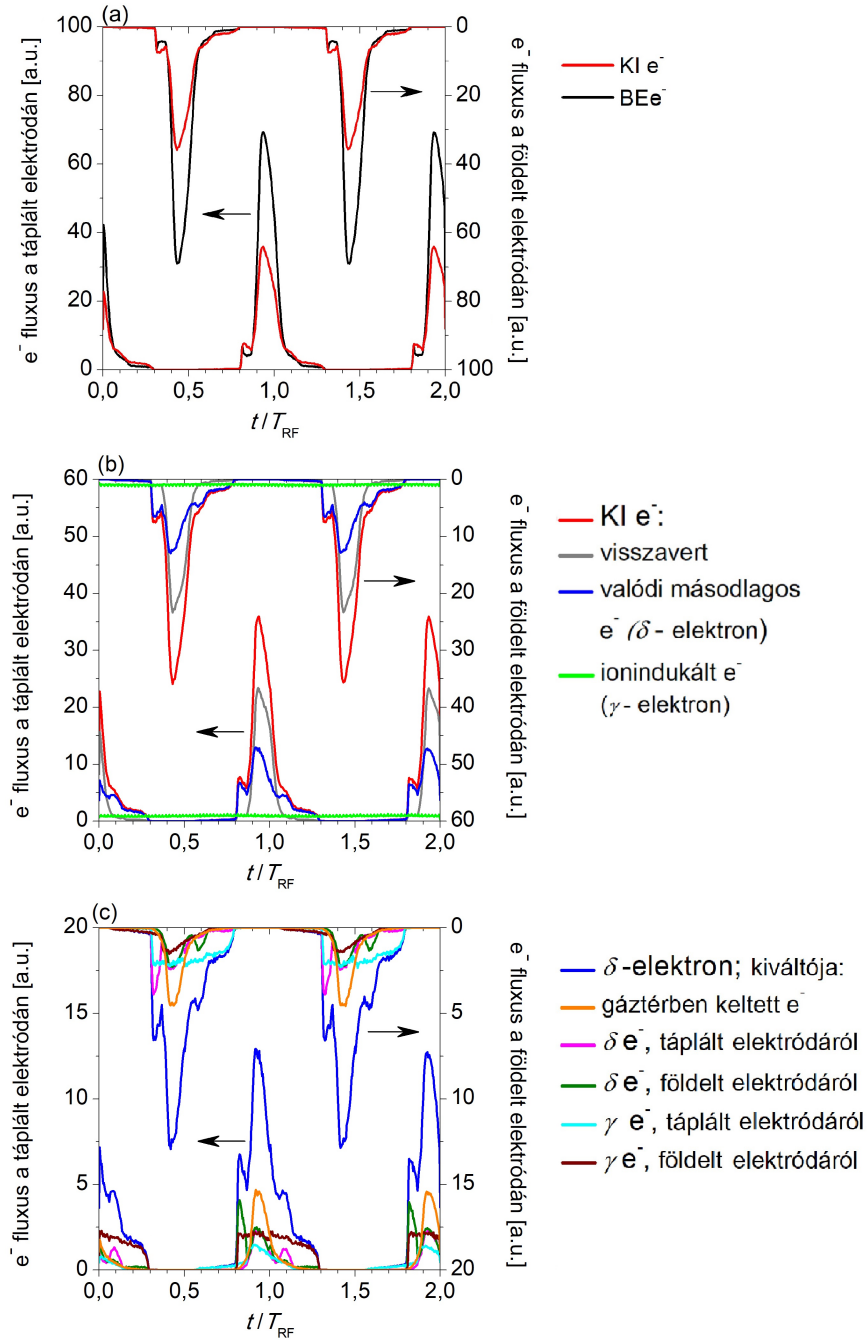 (a)
100
80
60
40
20
0
e⁻ fluxus a táplált elektródán [a.u.]
0
20
40
60
80
100
e⁻ fluxus a földelt elektródán [a.u.]
0,0 0,5 1,0 1,5 2,0
t / T_RF
KI e⁻
BEe⁻
(b)
60
50
40
30
20
10
0
e⁻ fluxus a táplált elektródán [a.u.]
0
10
20
30
40
50
60
e⁻ fluxus a földelt elektródán [a.u.]
0,0 0,5 1,0 1,5 2,0
t / T_RF
KI e⁻:
visszavert
valódi másodlagos
e⁻ (δ - elektron)
ionindukált e⁻
(γ - elektron)
(c)
20
15
10
5
0
e⁻ fluxus a táplált elektródán [a.u.]
0
5
10
15
20
e⁻ fluxus a földelt elektródán [a.u.]
0,0 0,5 1,0 1,5 2,0
t / T_RF
δ -elektron; kiváltója:
gáztérben keltett e⁻
δ e⁻, táplált elektródáról
δ e⁻, földelt elektródáról
γ e⁻, táplált elektródáról
γ e⁻, földelt elektródáról